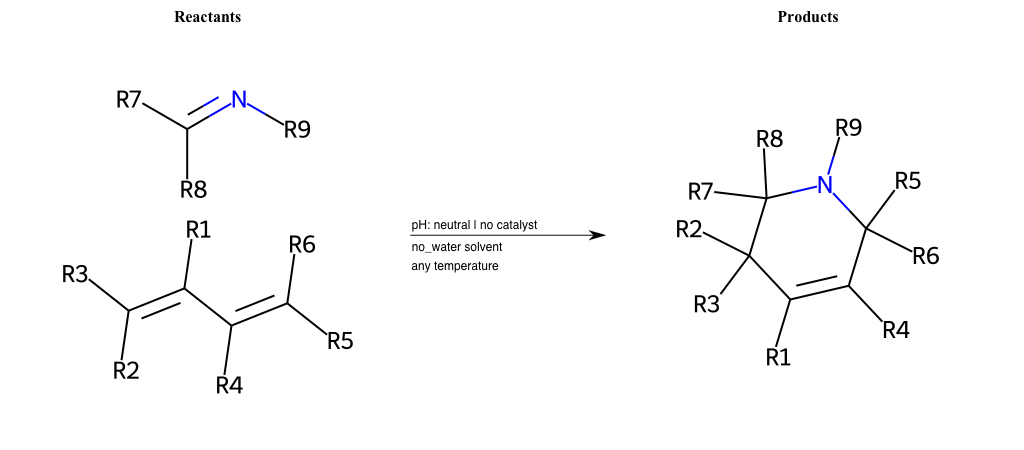 Reactants
Products
R7
N
R9
R8
R1
R6
R3
R5
R2
R4
pH: neutral | no catalyst
no_water solvent
any temperature
R9
R8
N
R5
R7
R2
R6
R3
R4
R1